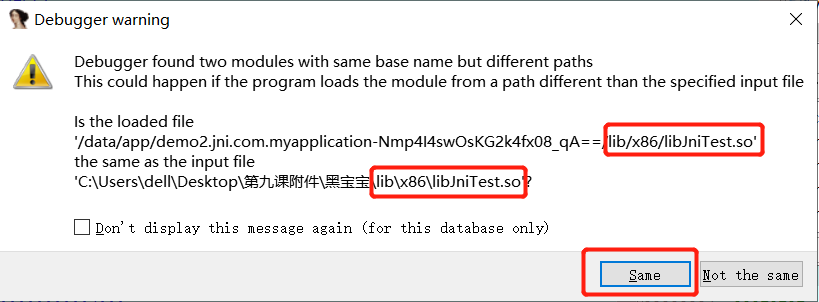 Debugger warning
Debugger found two modules with same base name but different paths
This could happen if the program loads the module from a path different than the specified input file
Is the loaded file
'/data/app/demo2.jni.com.myapplication-Nmp4I4swOsKG2k4fx08_qA==/lib/x86/libJniTest.so'
the same as the input file
'C:\Users\dell\Desktop\第九课附件\黑宝宝\lib\x86\libJniTest.so'?
Don't display this message again (for this database only)
Same
Not the same